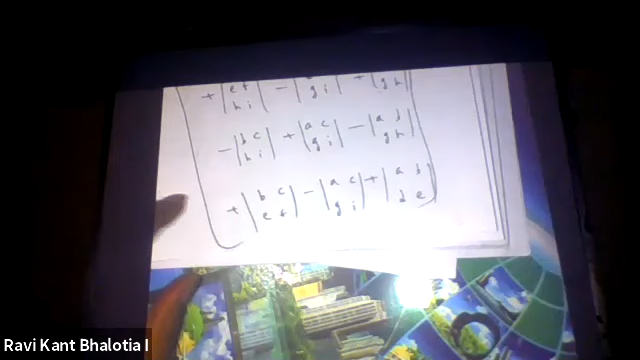 + |e f| - | | + | |
|h i| |g i| |g h|
- |b c| + |a c| - |a b|
|h i| |g i| |g h|
+ |b c| - |a c| + |a b|
|e f| |g i| |d e|
Ravi Kant Bhalotia I